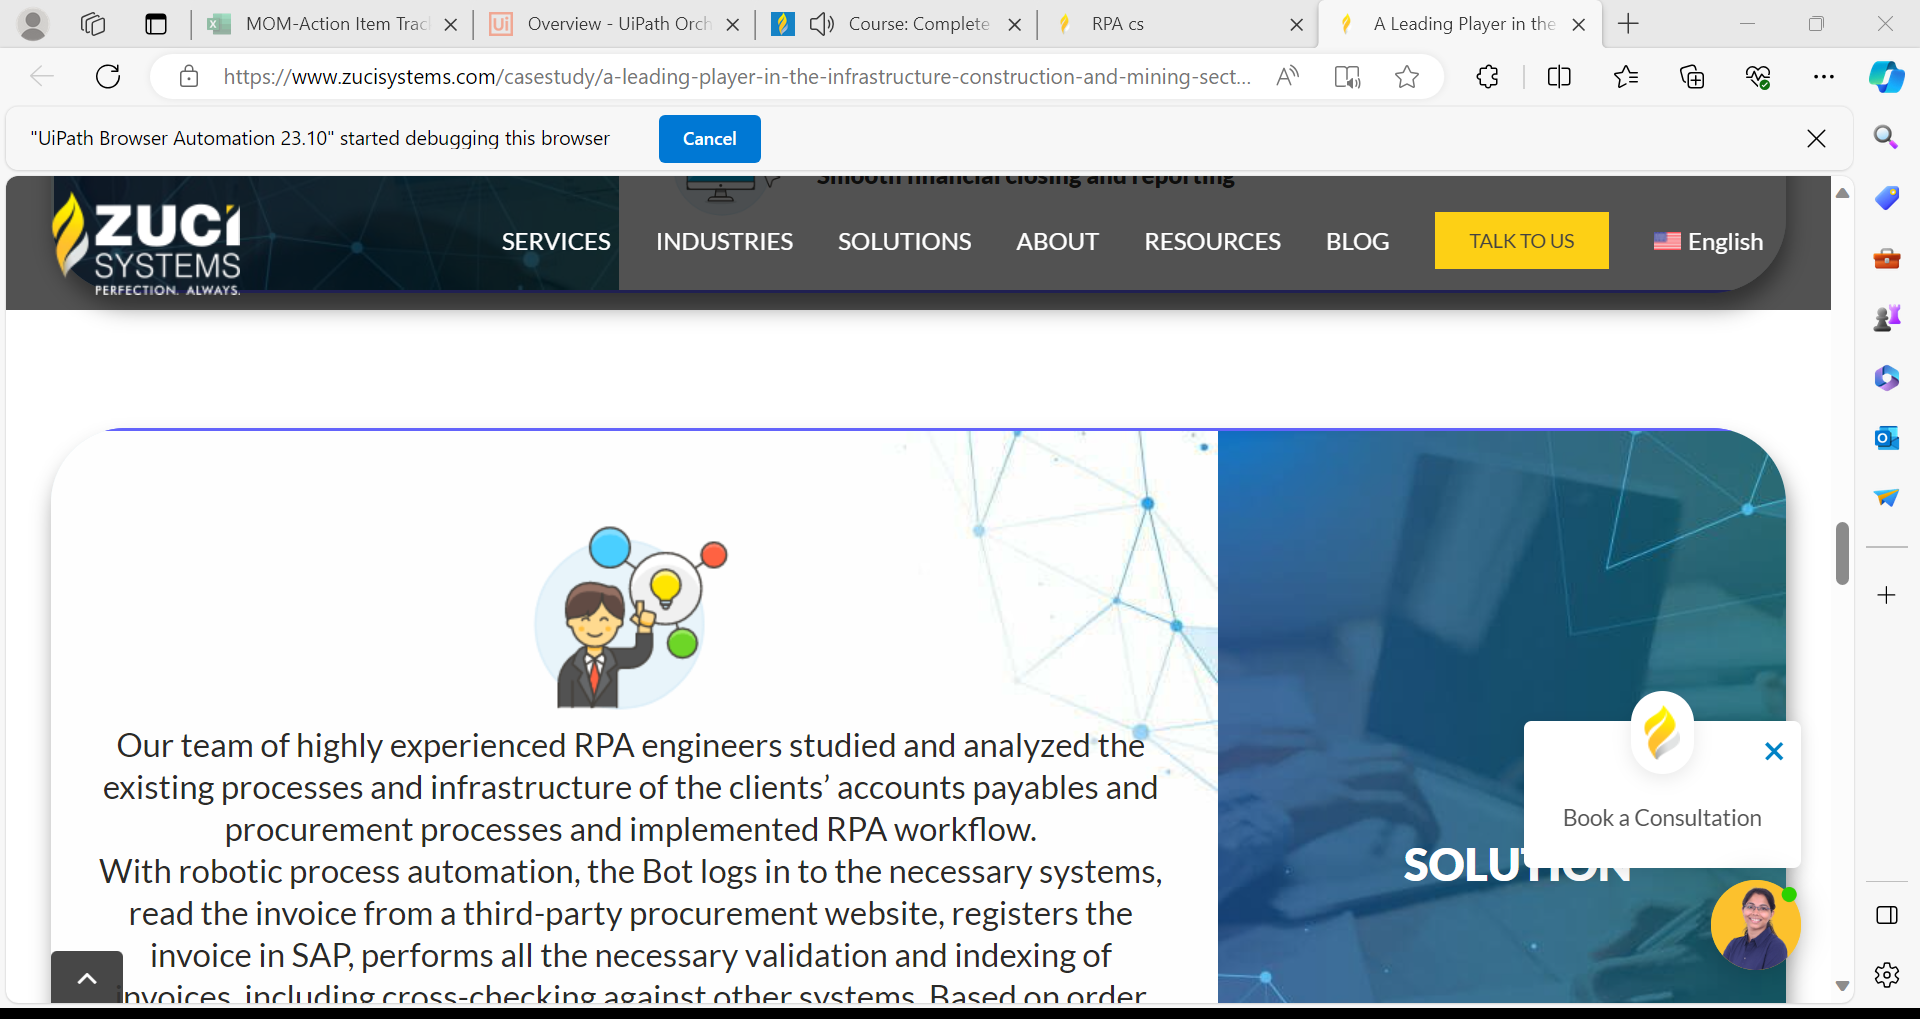 MOM-Action Item Trac
Overview - UiPath Orch
Course: Complete
RPA cs
A Leading Player in the
https://www.zucisystems.com/casestudy/a-leading-player-in-the-infrastructure-construction-and-mining-sect...
"UiPath Browser Automation 23.10" started debugging this browser
Cancel
Smooth financial closing and reporting
ZUCI
SYSTEMS
PERFECTION. ALWAYS.
SERVICES
INDUSTRIES
SOLUTIONS
ABOUT
RESOURCES
BLOG
TALK TO US
English
Our team of highly experienced RPA engineers studied and analyzed the
existing processes and infrastructure of the clients’ accounts payables and
procurement processes and implemented RPA workflow.
With robotic process automation, the Bot logs in to the necessary systems,
read the invoice from a third-party procurement website, registers the
invoice in SAP, performs all the necessary validation and indexing of
invoices, including cross-checking against other systems. Based on order
Book a Consultation
SOLUTION